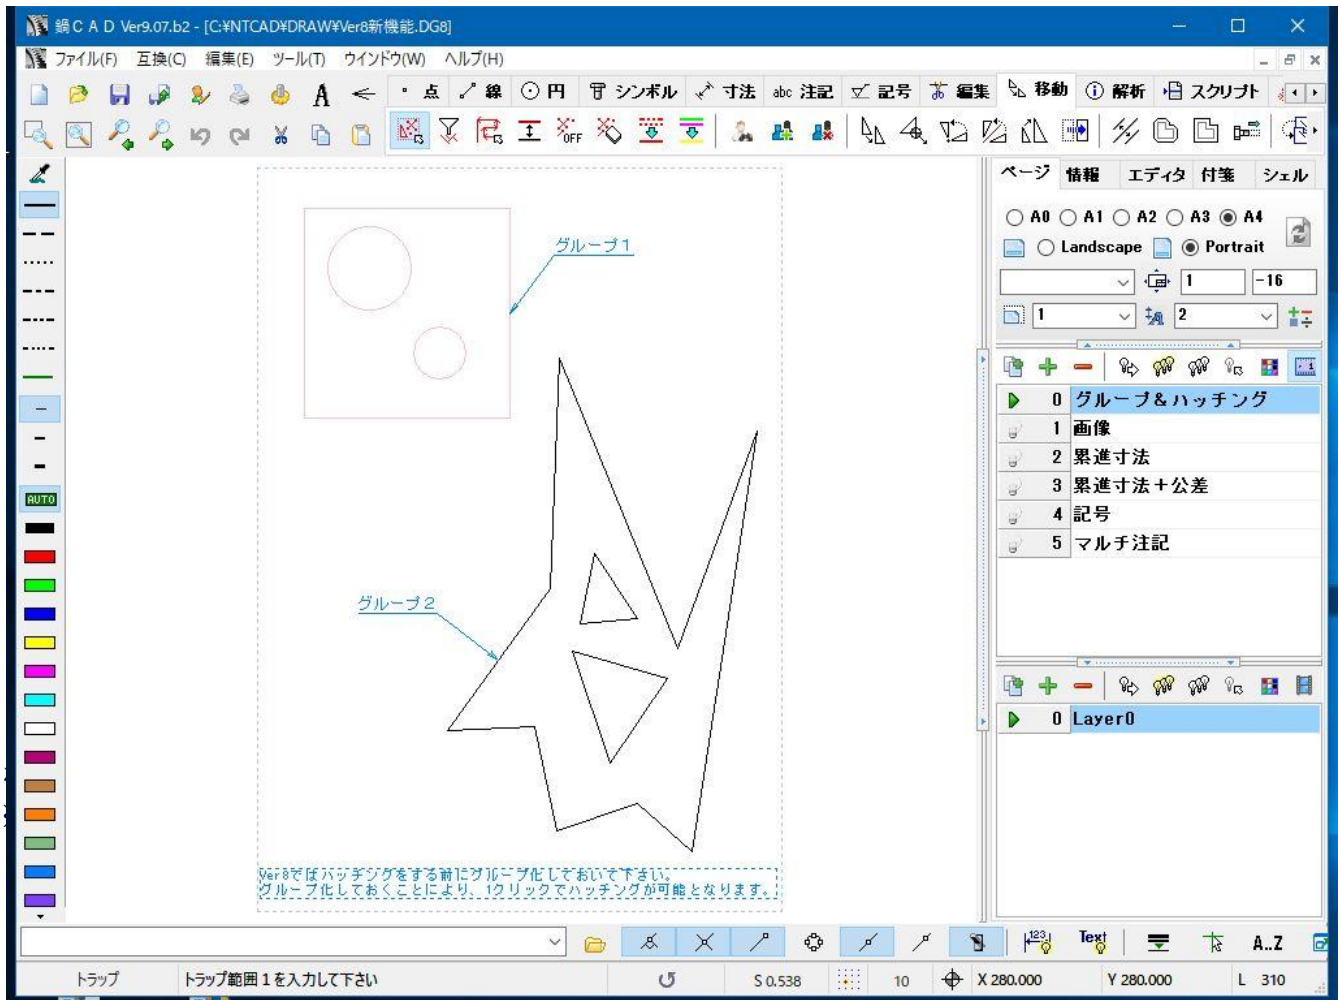 鍋CAD Ver9.07.b2 - [C:¥NTCAD¥DRAW¥Ver8新機能.DG8]
ファイル(F) 互換(C) 編集(E) ツール(T) ウインドウ(W) ヘルプ(H)
点 線 円 シンボル 寸法 abc 注記 記号 編集 移動 解析 スクリプト
OFF
ページ 情報 エディタ 付箋 シェル
A0 A1 A2 A3 A4
Landscape Portrait
1 -16
1 2
0 グループ&ハッチング
1 画像
2 累進寸法
3 累進寸法+公差
4 記号
5 マルチ注記
0 Layer0
AUTO
グループ1
グループ2
Ver8ではハッチングをする前にグループ化しておいて下さい。
グループ化しておくことにより、1クリックでハッチングが可能となります。
123 Text A..Z
トラップ トラップ範囲1を入力して下さい S 0.538 10 X 280.000 Y 280.000 L 310